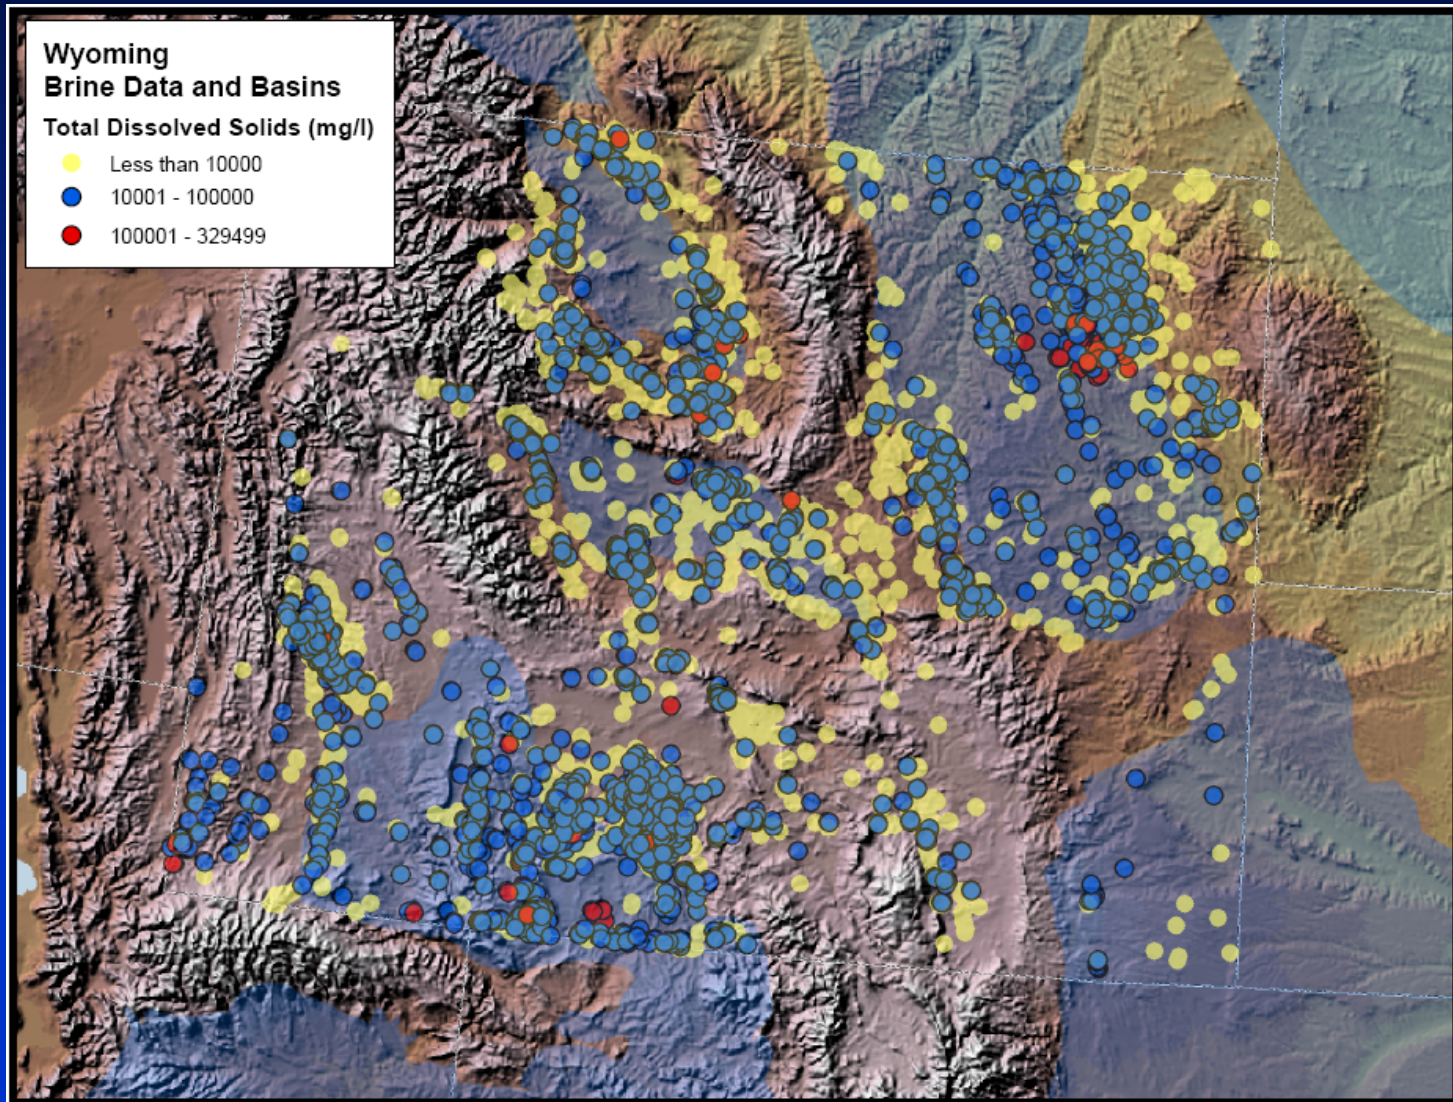 Wyoming
Brine Data and Basins
Total Dissolved Solids (mg/l)
Less than 10000
10001 - 100000
100001 - 329499